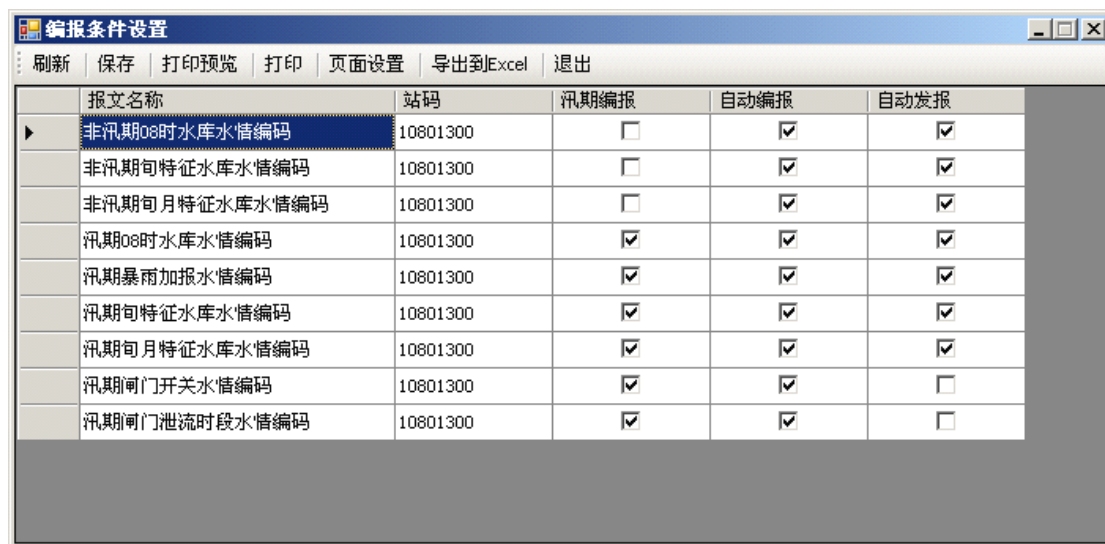 编报条件设置
刷新 保存 打印预览 打印 页面设置 导出到Excel 退出
报文名称 站码 汛期编报 自动编报 自动发报
非汛期08时水库水情编码 10801300
非汛期旬特征水库水情编码 10801300
非汛期旬月特征水库水情编码 10801300
汛期08时水库水情编码 10801300
汛期暴雨加报水情编码 10801300
汛期旬特征水库水情编码 10801300
汛期旬月特征水库水情编码 10801300
汛期闸门开关水情编码 10801300
汛期闸门泄流时段水情编码 10801300